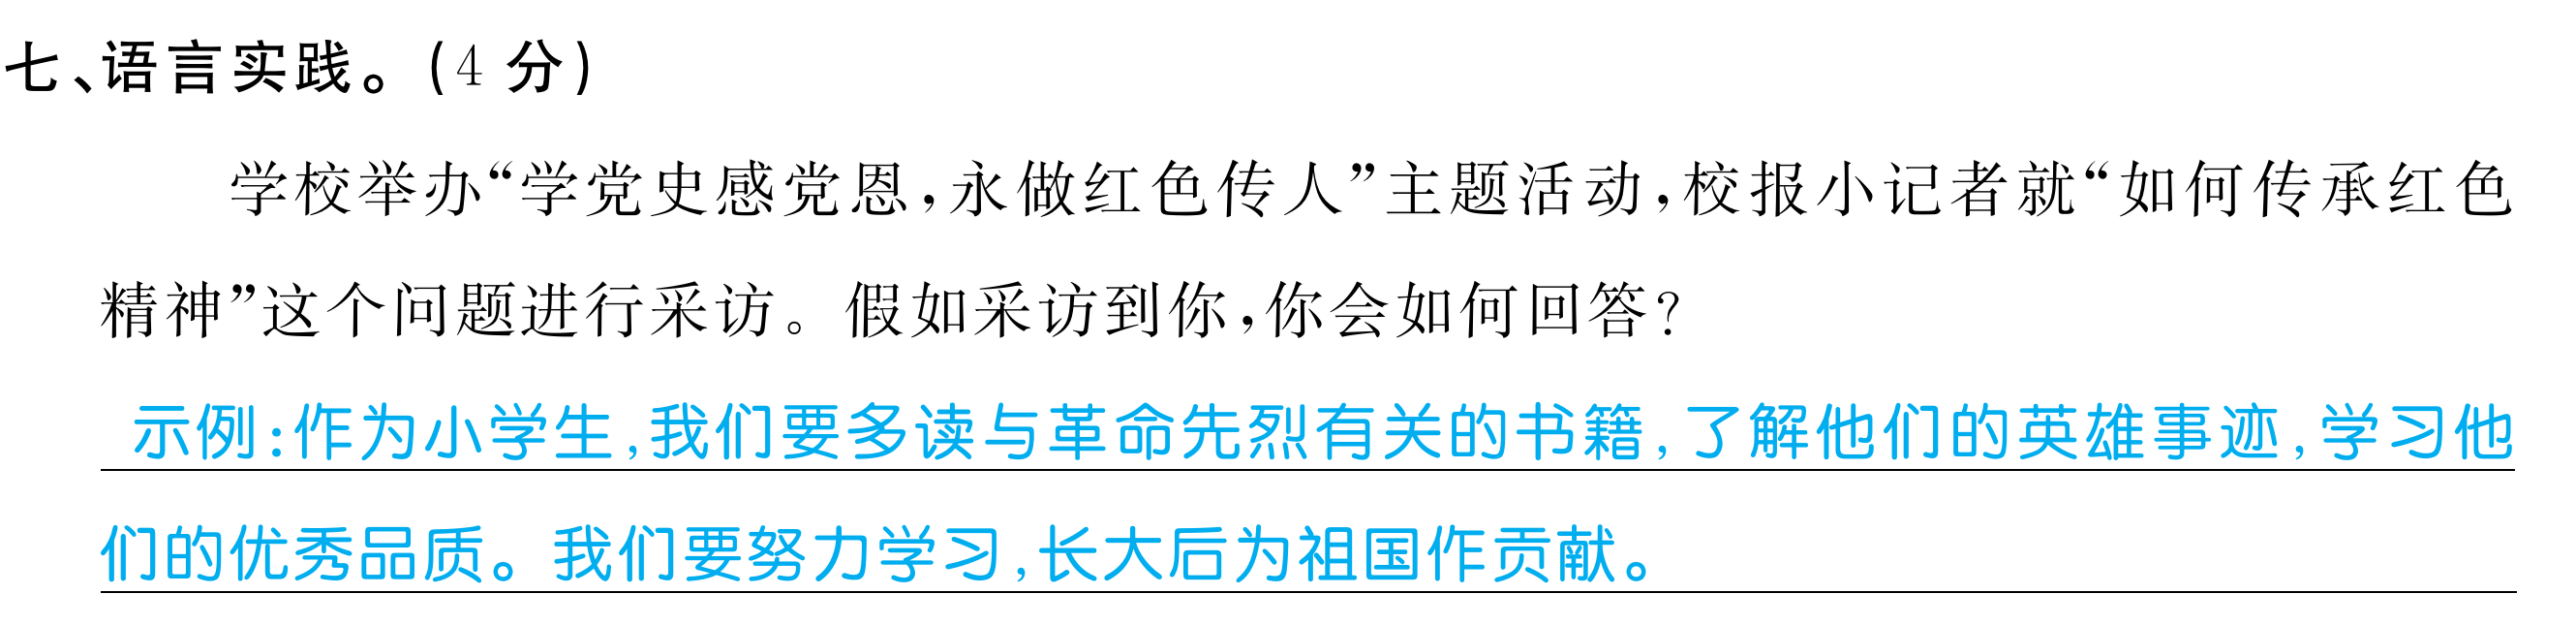 七、语言实践。(4 分)
学校举办“学党史感党恩,永做红色传人”主题活动,校报小记者就“如何传承红色
精神”这个问题进行采访。假如采访到你,你会如何回答?
示例:作为小学生,我们要多读与革命先烈有关的书籍,了解他们的英雄事迹,学习他
们的优秀品质。我们要努力学习,长大后为祖国作贡献。